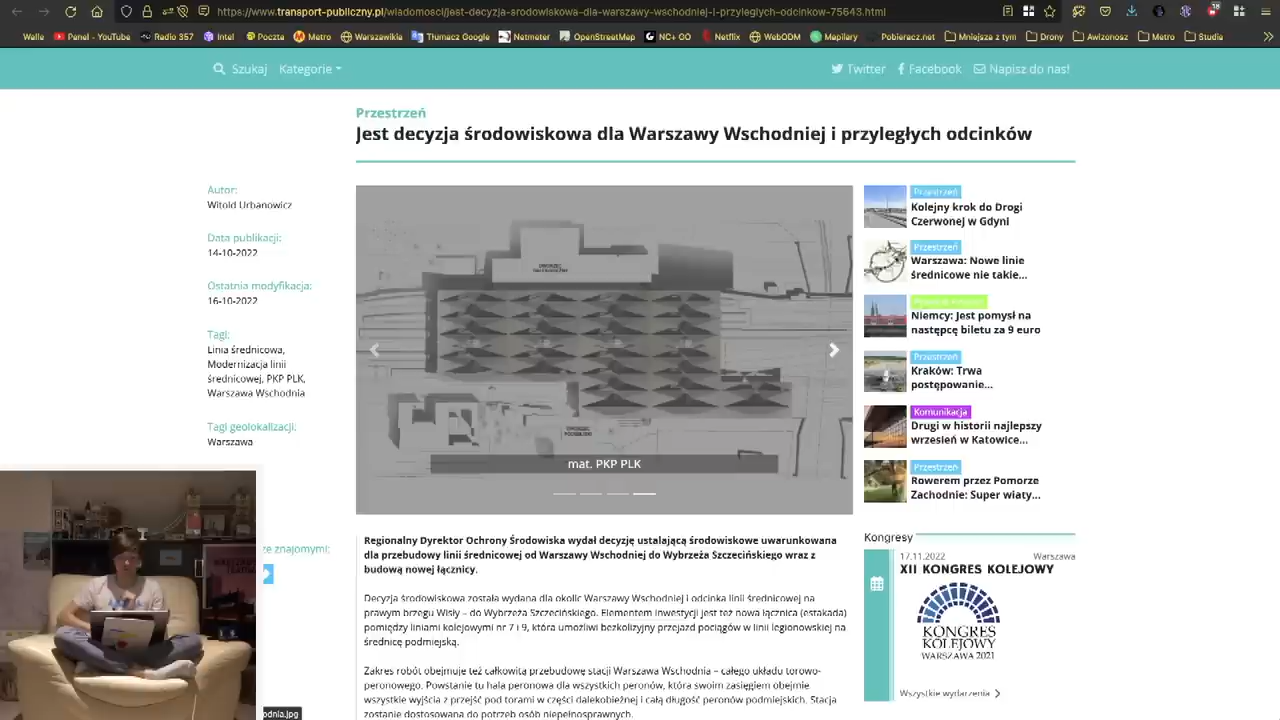 https://www.transport-publiczny.pl/wiadomosci/jest-decyzja-srodowiskowa-dla-warszawy-wschodniej-i-przyleglych-odcinkow-75643.html
18
Walle Panel - YouTube Radio 357 Intel Poczta Metro Warszawikia Tłumacz Google Netmeter OpenStreetMap NC+ GO Netflix WebODM Mapilery Pobieracz.net Miejsca z tym Drony Awizonosz Metro Studia
Szukaj Kategorie
Twitter Facebook Napisz do nas!
Przestrzeń
Jest decyzja środowiskowa dla Warszawy Wschodniej i przyległych odcinków
Autor:
Witold Urbanowicz
Data publikacji:
14-10-2022
Ostatnia modyfikacja:
16-10-2022
Tagi:
Linia średnicowa,
Modernizacja linii
średnicowej, PKP PLK,
Warszawa Wschodnia
Tagi geolokalizacji:
Warszawa
ze znajomymi:
odnia.jpg
mat. PKP PLK
Regionalny Dyrektor Ochrony Środowiska wydał decyzję ustalającą środowiskowe uwarunkowana
dla przebudowy linii średnicowej od Warszawy Wschodniej do Wybrzeża Szczecińskiego wraz z
budową nowej łącznicy.
Decyzja środowiskowa została wydana dla okolic Warszawy Wschodniej i odcinka linii średnicowej na
prawym brzegu Wisły – do Wybrzeża Szczecińskiego. Elementem inwestycji jest też nowa łącznica (estakada)
pomiędzy liniami kolejowymi nr 7 i 9, która umożliwi bezkolizyjny przejazd pociągów w linii legionowskiej na
średnicę podmiejską.
Zakres robót obejmuje też całkowitą przebudowę stacji Warszawa Wschodnia – całego układu torowo-
peronowego. Powstanie tu hala peronowa dla wszystkich peronów, która swoim zasięgiem obejmie
wszystkie wyjścia z przejść pod torami w części dalekobieżnej i całą długość peronów podmiejskich. Stacja
zostanie dostosowana do potrzeb osób niepełnosprawnych.
Przestrzeń
Kolejny krok do Drogi
Czerwonej w Gdyni
Przestrzeń
Warszawa: Nowe linie
średnicowe nie takie...
Niemcy: Jest pomysł na
następcę biletu za 9 euro
Przestrzeń
Kraków: Trwa
postępowanie...
Komunikacja
Drugi w historii najlepszy
wrzesień w Katowice...
Przestrzeń
Rowerem przez Pomorze
Zachodnie: Super wiaty...
Kongresy
17.11.2022 Warszawa
XII KONGRES KOLEJOWY
KONGRES
KOLEJOWY
WARSZAWA 2021
Wszystkie wydarzenia